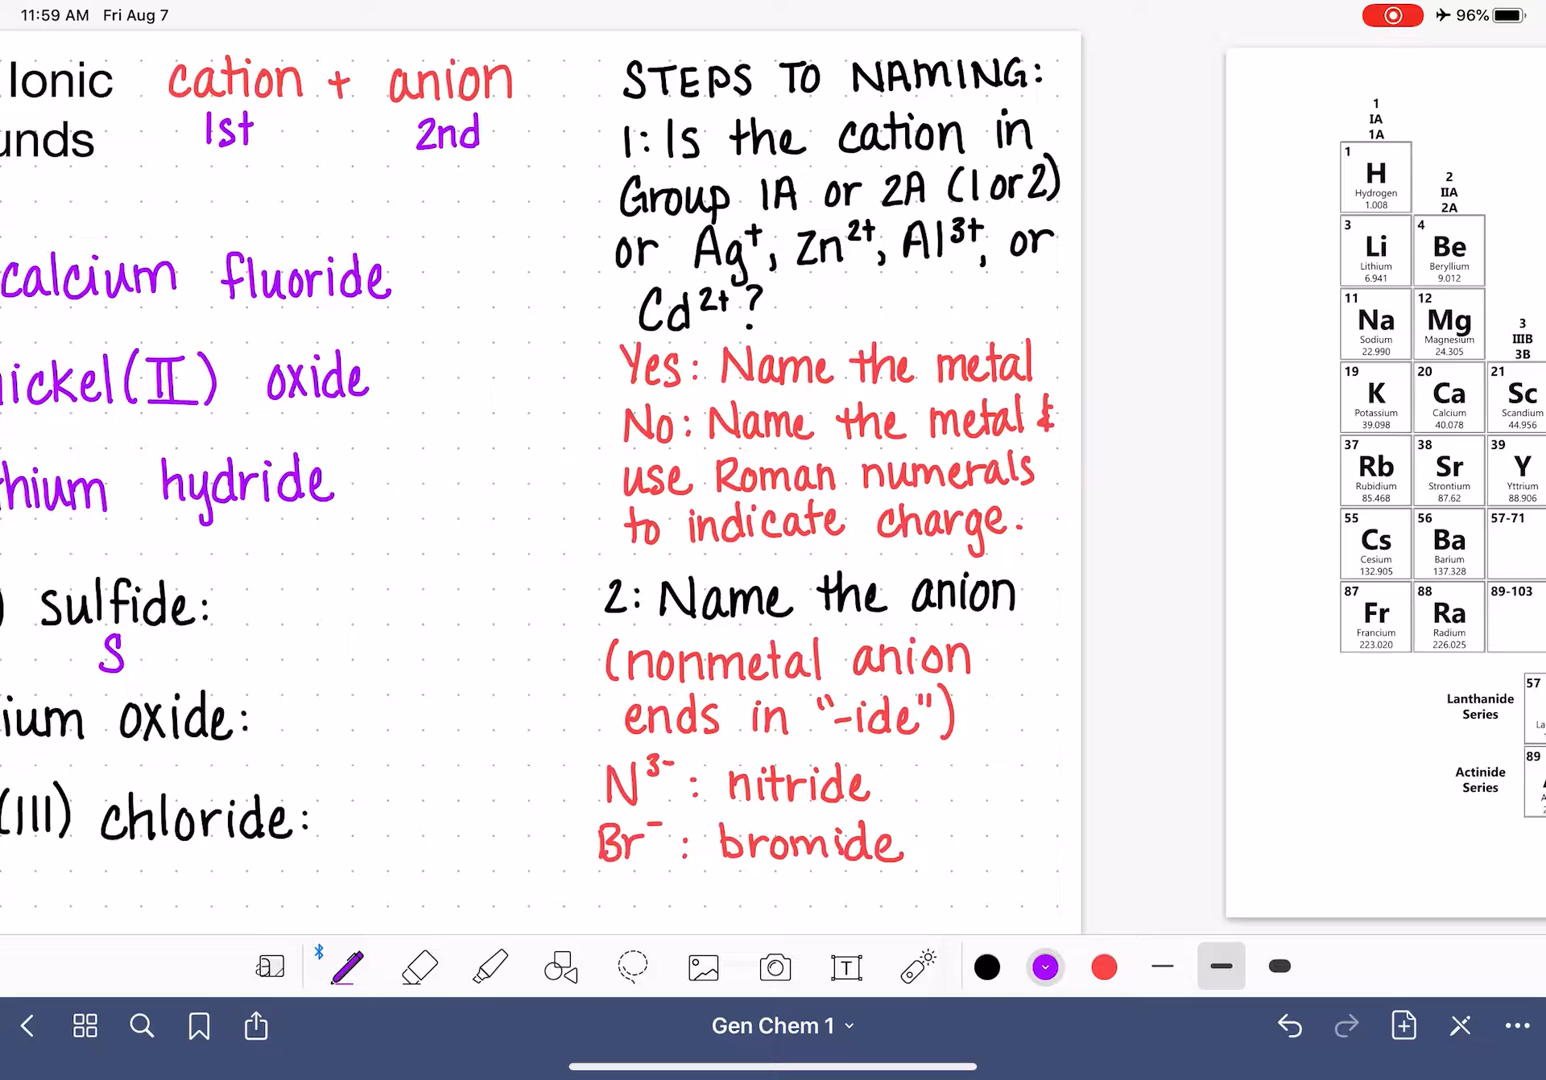 11:59 AM Fri Aug 7
96%
Ionic cation + anion
unds 1st 2nd
calcium fluoride
ickel(II) oxide
hium hydride
) sulfide:
S
ium oxide:
(III) chloride:
STEPS TO NAMING:
1: Is the cation in
Group 1A or 2A (1 or 2)
or Ag⁺, Zn²⁺, Al³⁺, or
Cd²⁺?
Yes: Name the metal
No: Name the metal &
use Roman numerals
to indicate charge.
2: Name the anion
(nonmetal anion
ends in "-ide")
N³⁻: nitride
Br⁻: bromide
1
IA
1A
1
H
Hydrogen
1.008
2
IIA
2A
3
Li
Lithium
6.941
4
Be
Beryllium
9.012
11
Na
Sodium
22.990
12
Mg
Magnesium
24.305
3
IIIB
3B
19
K
Potassium
39.098
20
Ca
Calcium
40.078
21
Sc
Scandium
44.956
37
Rb
Rubidium
85.468
38
Sr
Strontium
87.62
39
Y
Yttrium
88.906
55
Cs
Cesium
132.905
56
Ba
Barium
137.328
57-71
87
Fr
Francium
223.020
88
Ra
Radium
226.025
89-103
Lanthanide
Series
57
La
Actinide
Series
89
T
Gen Chem 1